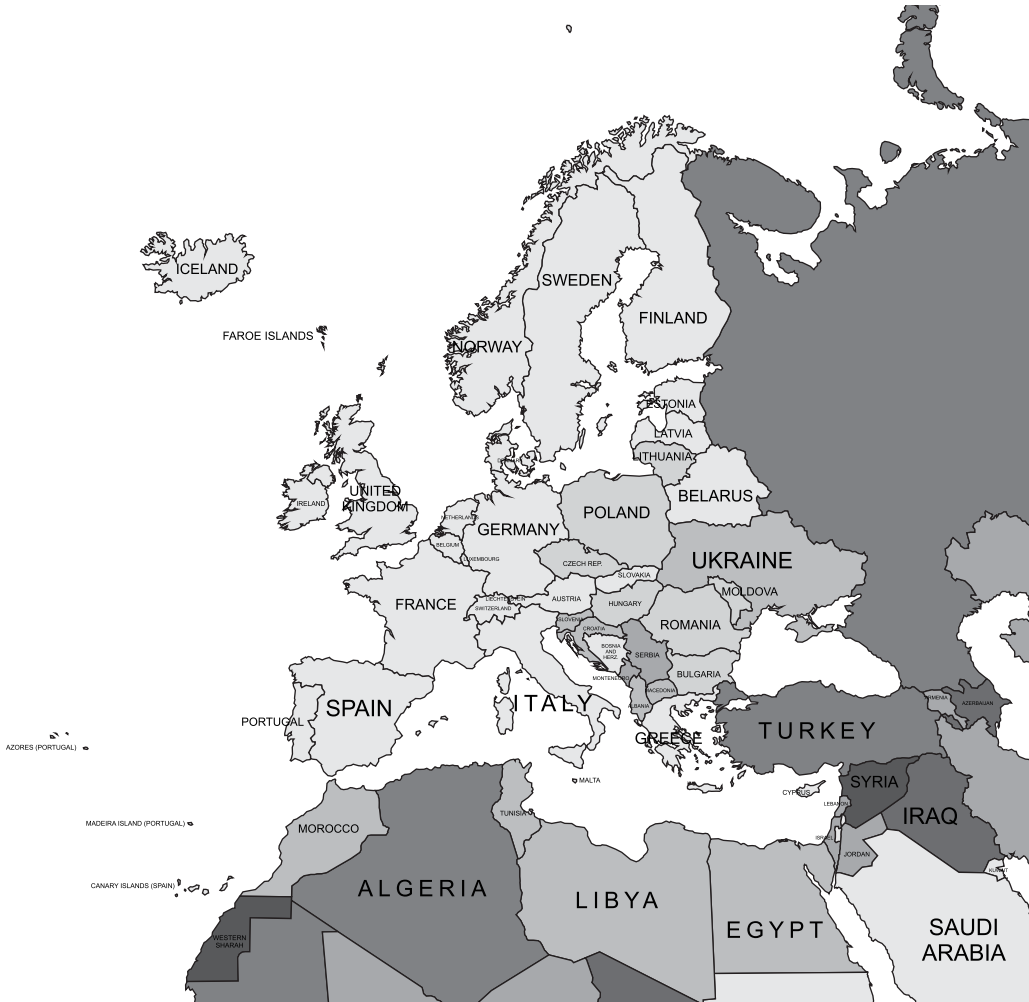 ICELAND
SWEDEN
FINLAND
FAROE ISLANDS
NORWAY
ESTONIA
LATVIA
LITHUANIA
UNITED
KINGDOM
IRELAND
BELARUS
POLAND
NETHERLANDS
GERMANY
BELGIUM
LUXEMBOURG
CZECH REP.
UKRAINE
SLOVAKIA
MOLDOVA
FRANCE
LIECHTENSTEIN
SWITZERLAND
AUSTRIA
HUNGARY
SLOVENIA
CROATIA
ROMANIA
BOSNIA
AND
HERZ.
SERBIA
MONTENEGRO
BULGARIA
MACEDONIA
ALBANIA
ARMENIA
AZERBAIJAN
SPAIN
ITALY
PORTUGAL
GREECE
TURKEY
AZORES (PORTUGAL)
MALTA
CYPRUS
SYRIA
LEBANON
IRAQ
TUNISIA
MADEIRA ISLAND (PORTUGAL)
MOROCCO
ISRAEL
JORDAN
KUWAIT
CANARY ISLANDS (SPAIN)
ALGERIA
LIBYA
EGYPT
SAUDI
ARABIA
WESTERN
SHARAH